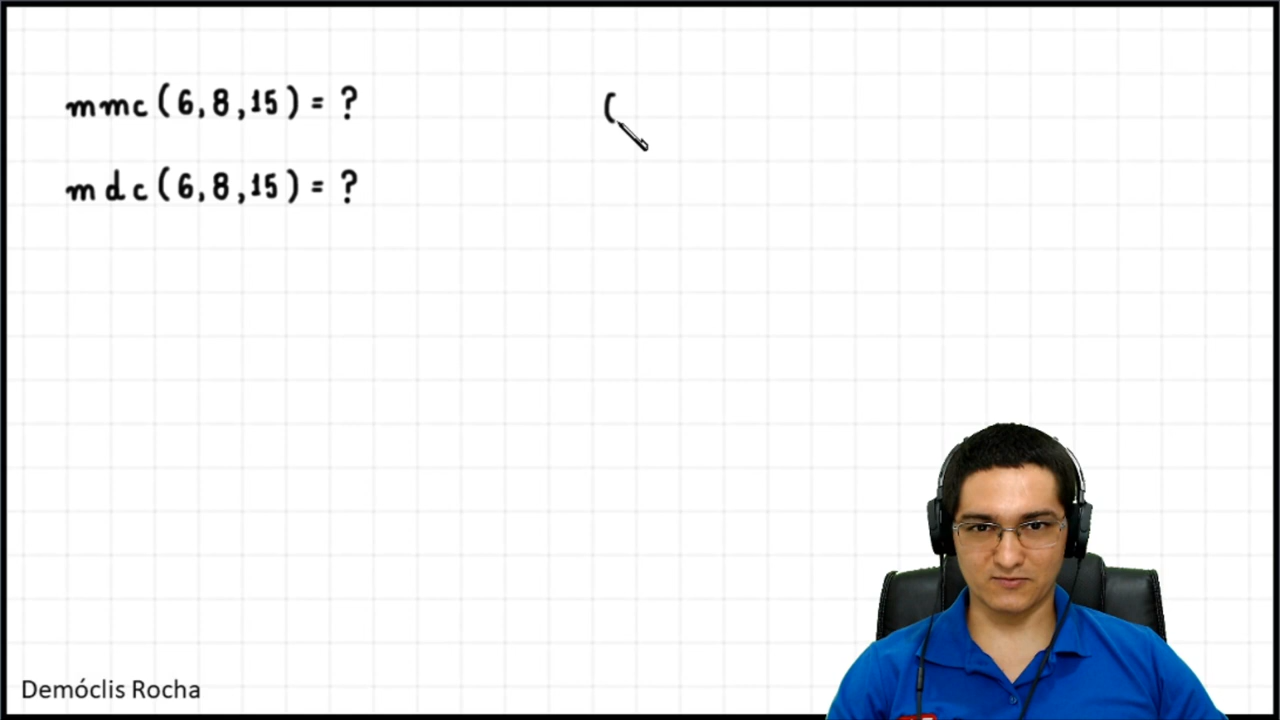 mmc (6,8,15) = ?
mdc (6,8,15) = ?
(
Demóclis Rocha